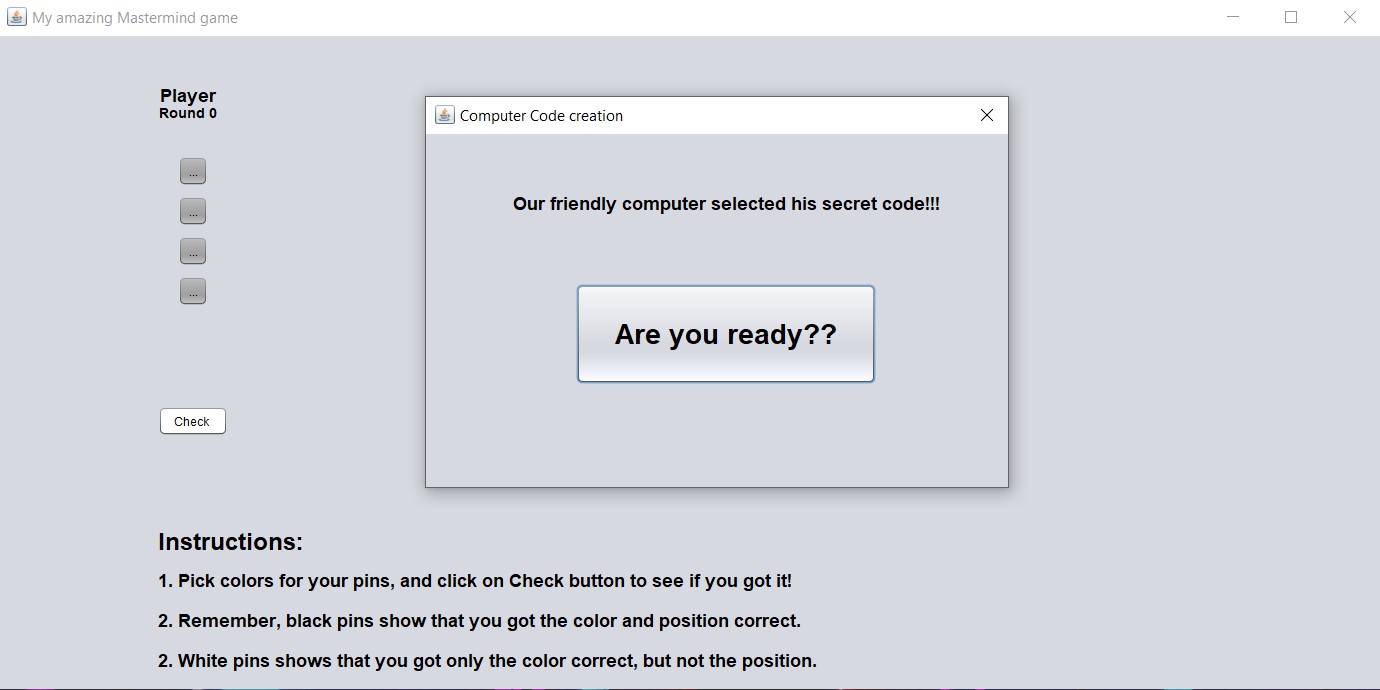 My amazing Mastermind game
Player
Round 0
...
...
...
...
Check
Computer Code creation
Our friendly computer selected his secret code!!!
Are you ready??
Instructions:
1. Pick colors for your pins, and click on Check button to see if you got it!
2. Remember, black pins show that you got the color and position correct.
2. White pins shows that you got only the color correct, but not the position.